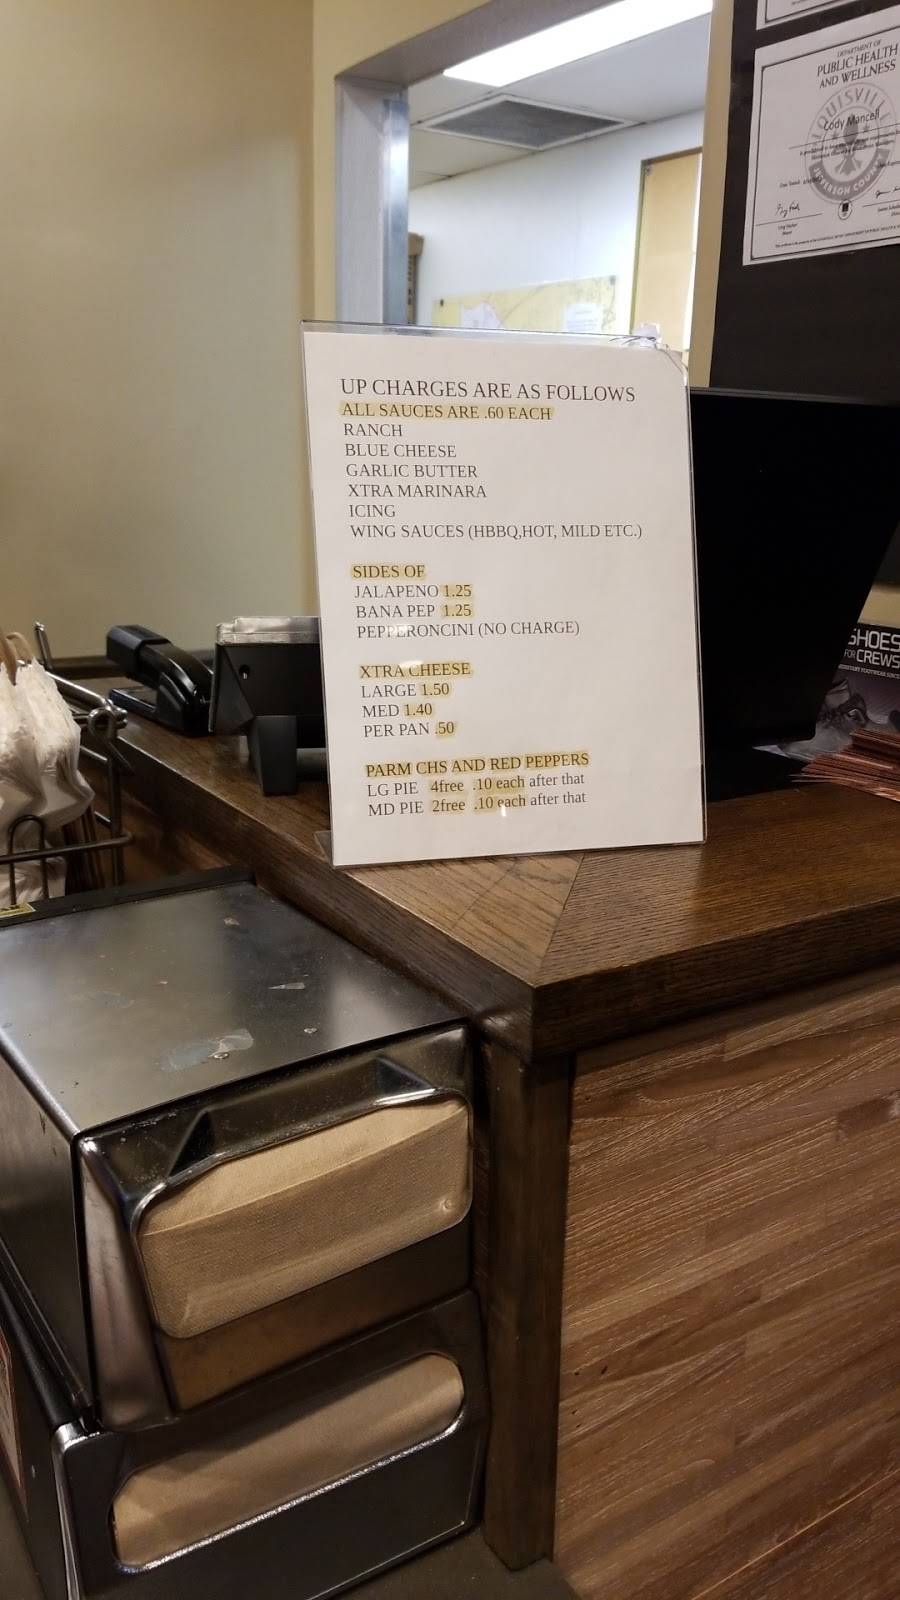 DEPARTMENT OF
PUBLIC HEALTH
AND WELLNESS
LOUISVILLE
Cody Mancell
JEFFERSON COUNTY
UP CHARGES ARE AS FOLLOWS
ALL SAUCES ARE .60 EACH
RANCH
BLUE CHEESE
GARLIC BUTTER
XTRA MARINARA
ICING
WING SAUCES (HBBQ,HOT, MILD ETC.)
SIDES OF
JALAPENO 1.25
BANA PEP 1.25
PEPPERONCINI (NO CHARGE)
XTRA CHEESE
LARGE 1.50
MED 1.40
PER PAN .50
PARM CHS AND RED PEPPERS
LG PIE 4free .10 each after that
MD PIE 2free .10 each after that
SHOES
FOR CREWS